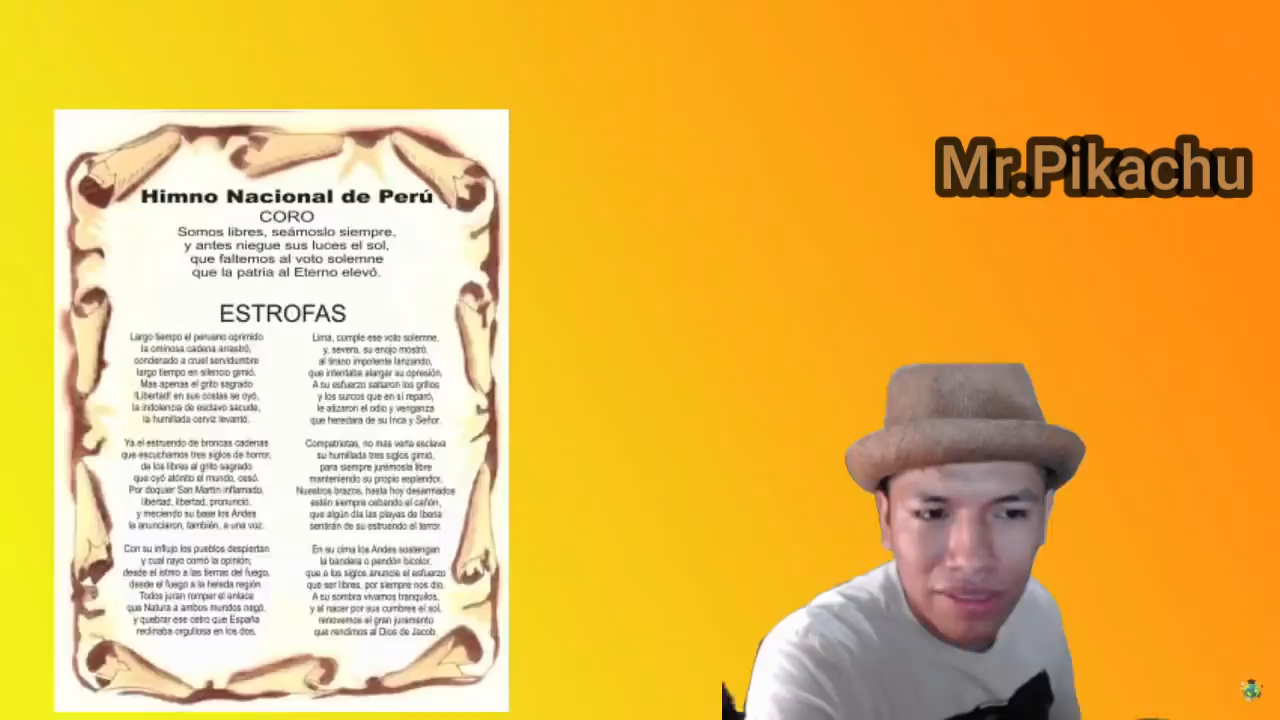 Himno Nacional de Perú
CORO
Somos libres, seámoslo siempre,
y antes niegue sus luces el sol,
que faltemos al voto solemne
que la patria al Eterno elevó.
ESTROFAS
Largo tiempo el peruano oprimido
la ominosa cadena arrastró,
condenado a cruel servidumbre
largo tiempo en silencio gimió.
Mas apenas el grito sagrado
!Libertad! en sus costas se oyó,
la indolencia de esclavo sacude,
la humillada cerviz levantó.
Ya el estruendo de broncas cadenas
que escuchamos tres siglos de horror,
de los libres al grito sagrado
que oyó atónito el mundo, cesó.
Por doquier San Martín inflamado,
libertad, libertad, pronunció,
y meciendo su base los Andes
la anunciaron, también, a una voz.
Con su influjo los pueblos despiertan
y cual rayo corrió la opinión;
desde el istmo a las tierras del fuego,
desde el fuego a la helada región.
Todos juran romper el enlace
que Natura a ambos mundos negó,
y quebrar ese cetro que España
reclinaba orgullosa en los dos.
Lima, cumple ese voto solemne,
y, severa, su enojo mostró,
al tirano impotente lanzando,
que intentaba alargar su opresión.
A su esfuerzo saltaron los grillos
y los surcos que en sí reparó,
le atizaron el odio y venganza
que heredara de su Inca y Señor.
Compatriotas, no más verla esclava
su humillada tres siglos gimió,
para siempre jurémosla libre
manteniendo su propio esplendor.
Nuestros brazos, hasta hoy desarmados
estén siempre cebando el cañón,
que algún día las playas de Iberia
sentirán de su estruendo el terror.
En su cima los Andes sostengan
la bandera o pendón bicolor,
que a los siglos anuncie el esfuerzo
que ser libres, por siempre nos dio.
A su sombra vivamos tranquilos,
y al nacer por sus cumbres el sol,
renovemos el gran juramento
que rendimos al Dios de Jacob.
Mr.Pikachu